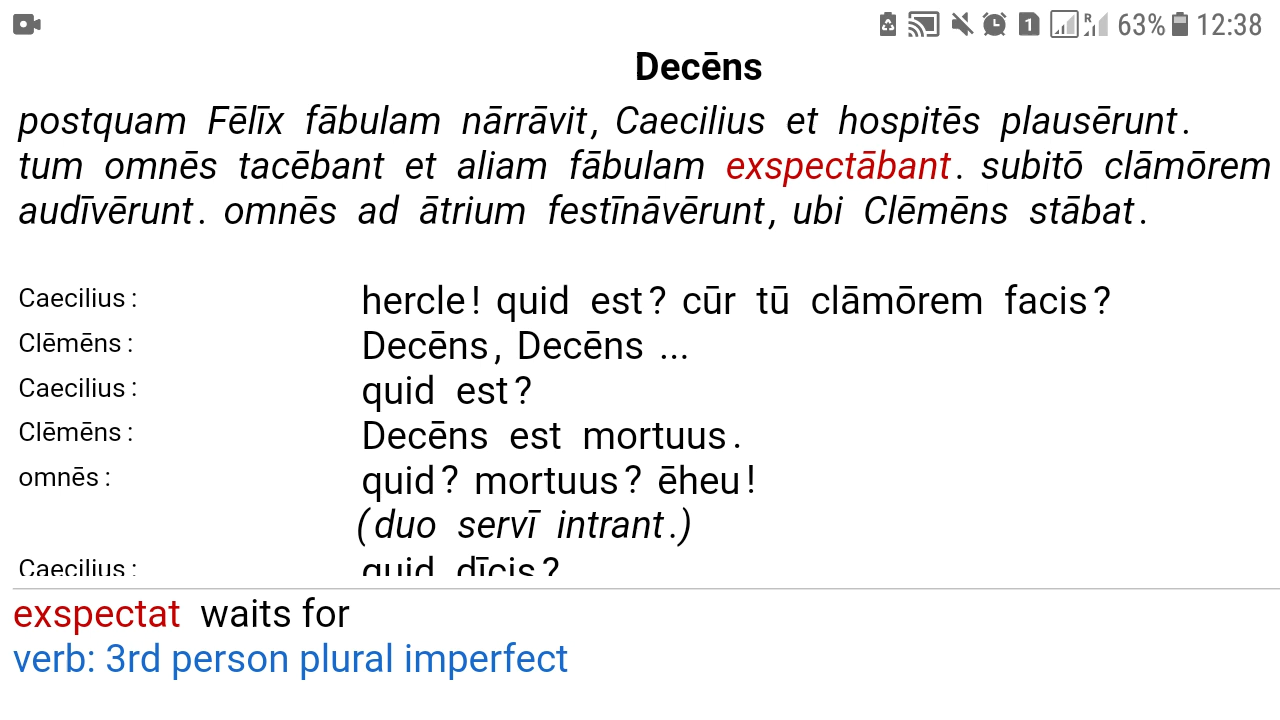 63% 12:38
Decēns
postquam Fēlīx fābulam nārrāvit, Caecilius et hospitēs plausērunt.
tum omnēs tacēbant et aliam fābulam exspectābant. subitō clāmōrem
audīvērunt. omnēs ad ātrium festīnāvērunt, ubi Clēmēns stābat.
Caecilius: hercle! quid est? cūr tū clāmōrem facis?
Clēmēns: Decēns, Decēns ...
Caecilius: quid est?
Clēmēns: Decēns est mortuus.
omnēs: quid? mortuus? ēheu!
(duo servī intrant.)
Caecilius: quid dīcis?
exspectat waits for
verb: 3rd person plural imperfect